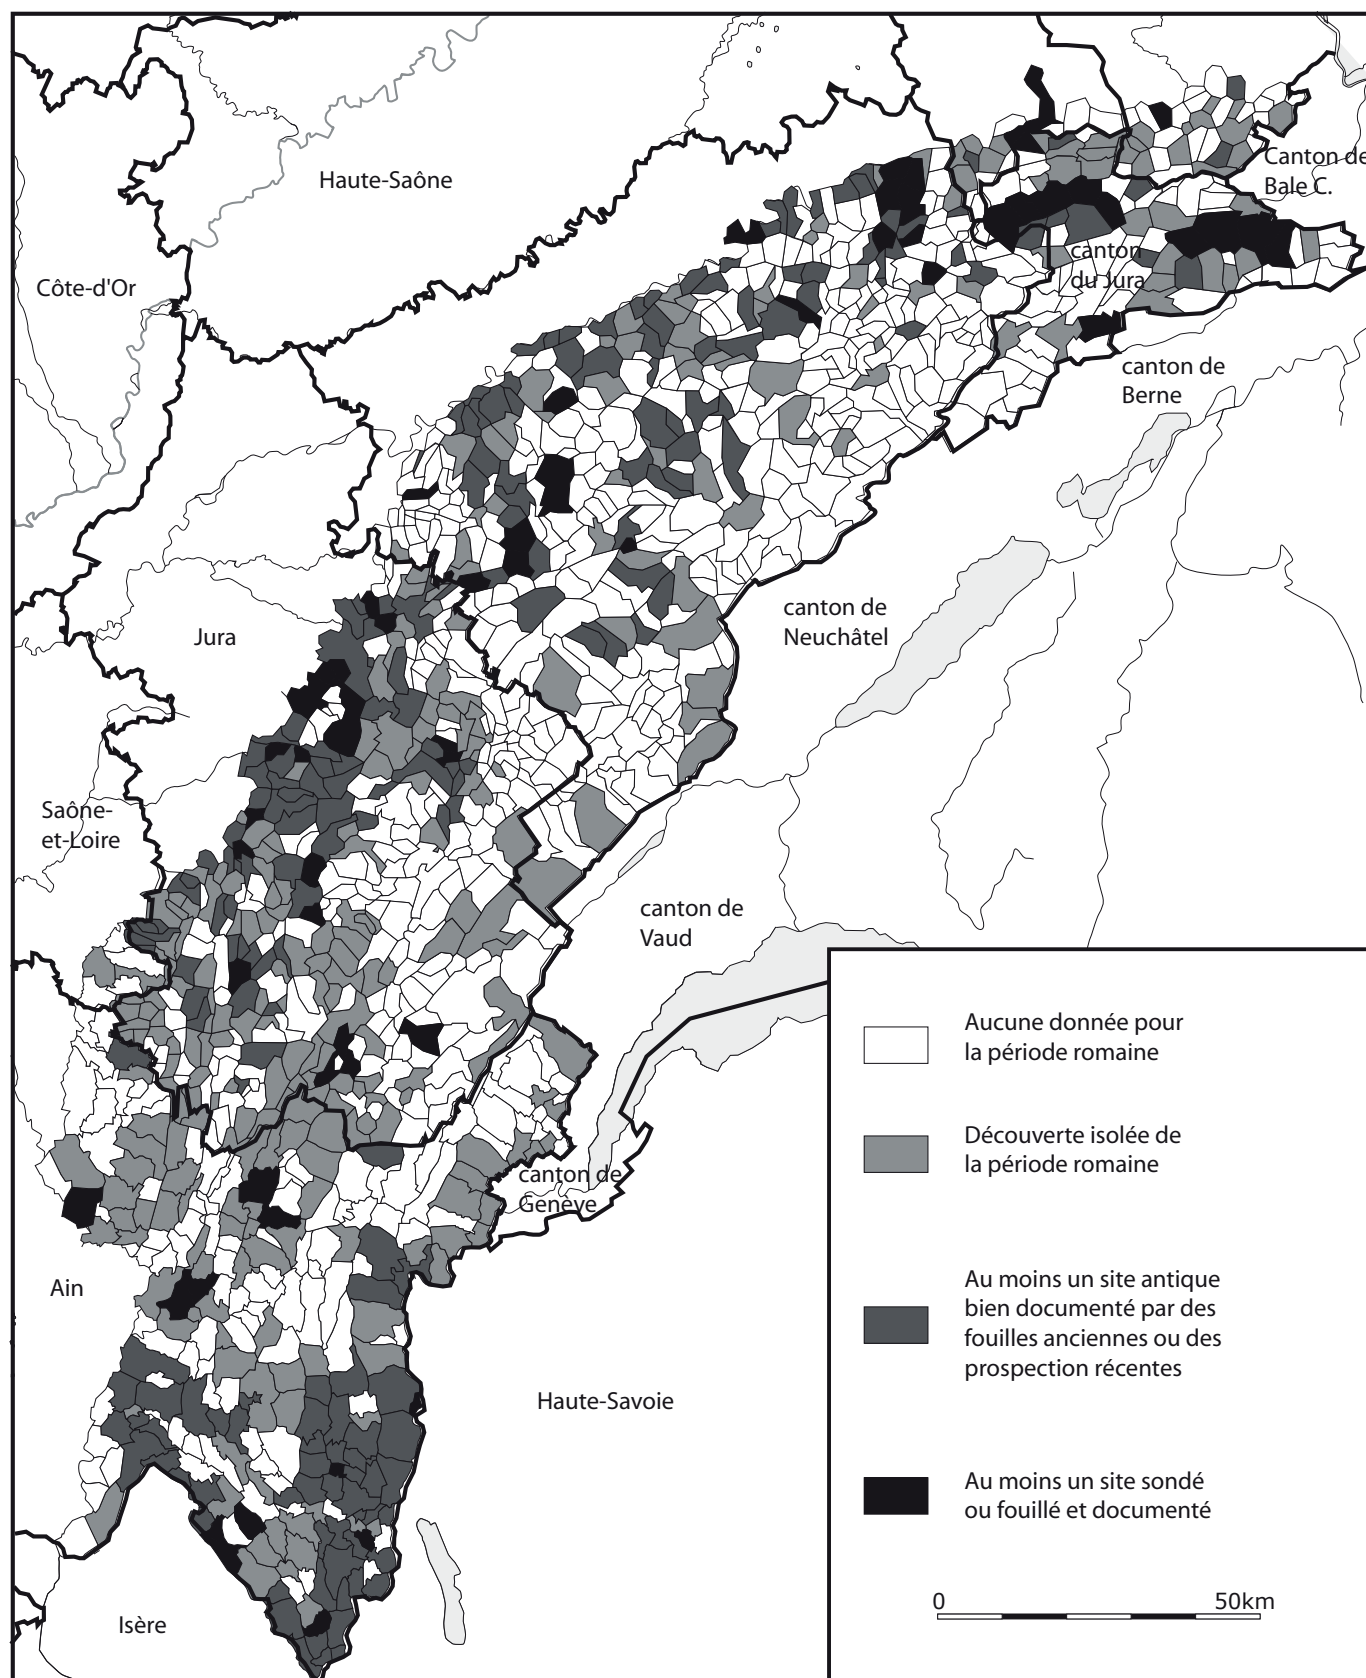 Haute-Saône
Canton de
Bale C.
Côte-d'Or
canton
du Jura
canton de
Berne
canton de
Neuchâtel
Jura
Saône-
et-Loire
canton de
Vaud
canton de
Genève
Ain
Haute-Savoie
Isère
Aucune donnée pour
la période romaine
Découverte isolée de
la période romaine
Au moins un site antique
bien documenté par des
fouilles anciennes ou des
prospection récentes
Au moins un site sondé
ou fouillé et documenté
0 50km